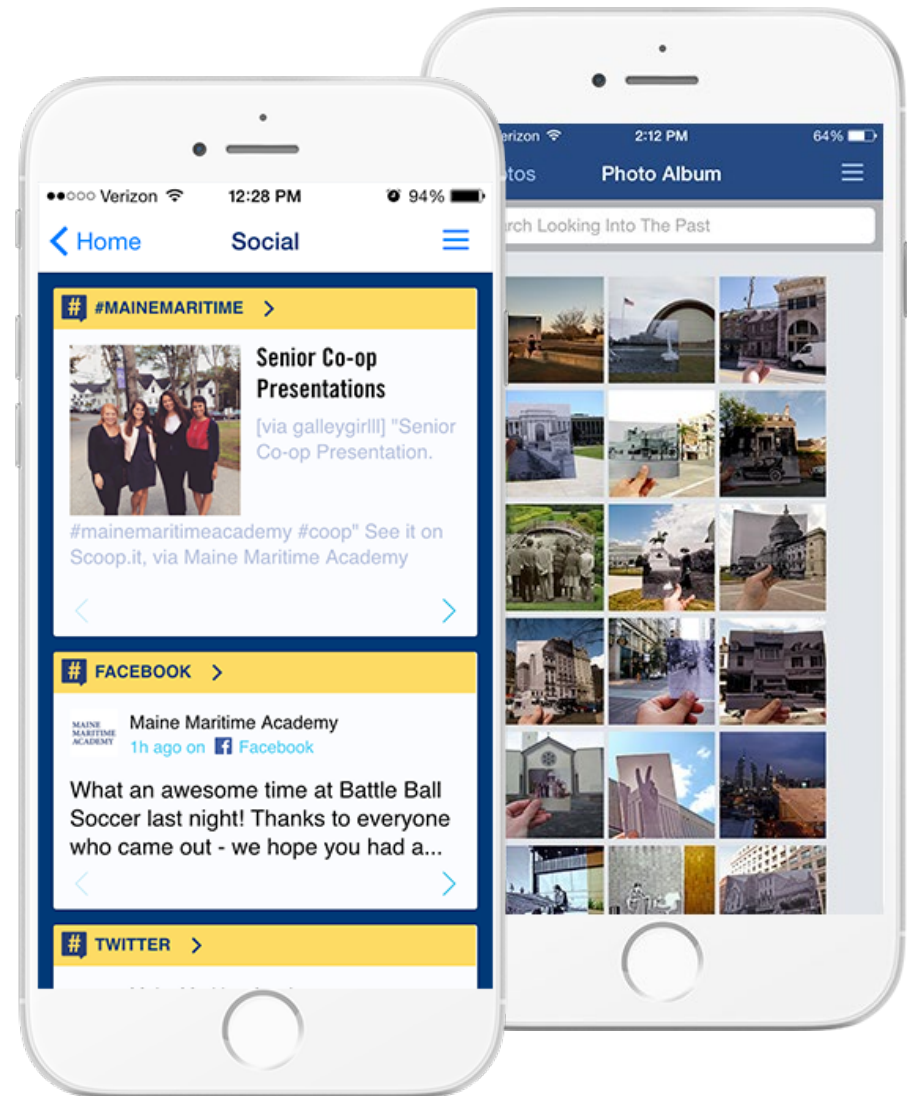 ●●○○○ Verizon 12:28 PM 94%
Home Social
# #MAINEMARITIME >
Senior Co-op
Presentations
[via galleygirlll] "Senior
Co-op Presentation.
#mainemaritimeacademy #coop" See it on
Scoop.it, via Maine Maritime Academy
# FACEBOOK >
MAINE
MARITIME
ACADEMY
Maine Maritime Academy
1h ago on f Facebook
What an awesome time at Battle Ball
Soccer last night! Thanks to everyone
who came out - we hope you had a...
# TWITTER >
erizon 2:12 PM 64%
otos Photo Album
rch Looking Into The Past